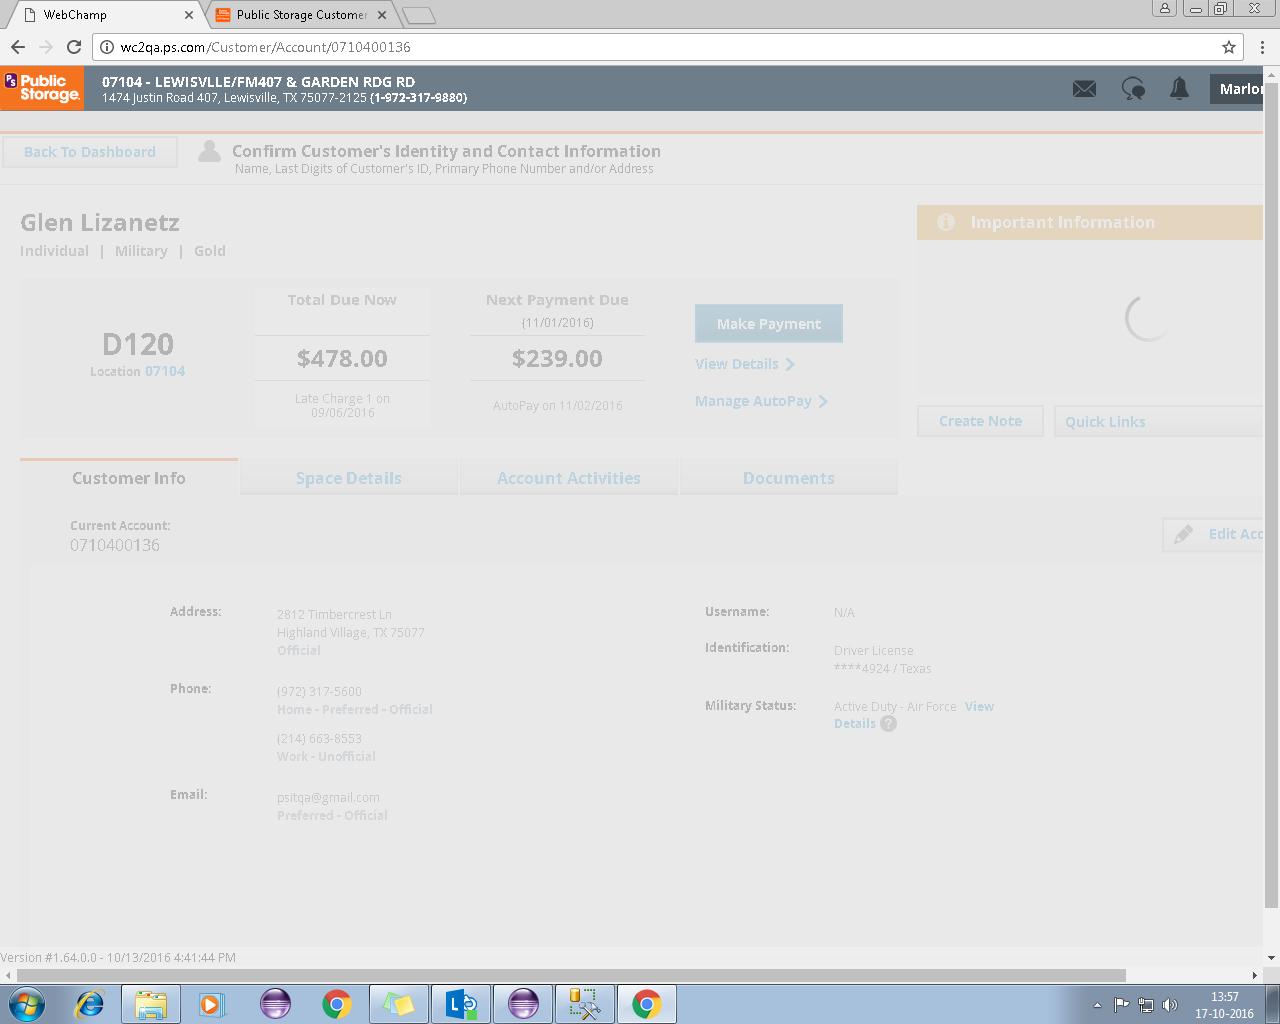 WebChamp
Public Storage Customer
wc2qa.ps.com/Customer/Account/0710400136
PS Public Storage.
07104 - LEWISVLLE/FM407 & GARDEN RDG RD
1474 Justin Road 407, Lewisville, TX 75077-2125 (1-972-317-9880)
Marlon
Back To Dashboard
Confirm Customer's Identity and Contact Information
Name, Last Digits of Customer's ID, Primary Phone Number and/or Address
Glen Lizanetz
Individual | Military | Gold
Important Information
D120
Location 07104
Total Due Now
$478.00
Late Charge 1 on
09/06/2016
Next Payment Due
(11/01/2016)
$239.00
AutoPay on 11/02/2016
Make Payment
View Details
Manage AutoPay
Create Note
Quick Links
Customer Info
Space Details
Account Activities
Documents
Current Account:
0710400136
Edit Acc
Address:
2812 Timbercrest Ln
Highland Village, TX 75077
Official
Phone:
(972) 317-5600
Home - Preferred - Official
(214) 663-8553
Work - Unofficial
Email:
psitqa@gmail.com
Preferred - Official
Username:
N/A
Identification:
Driver License
****4924 / Texas
Military Status:
Active Duty - Air Force View
Details ?
Version #1.64.0.0 - 10/13/2016 4:41:44 PM
13:57
17-10-2016